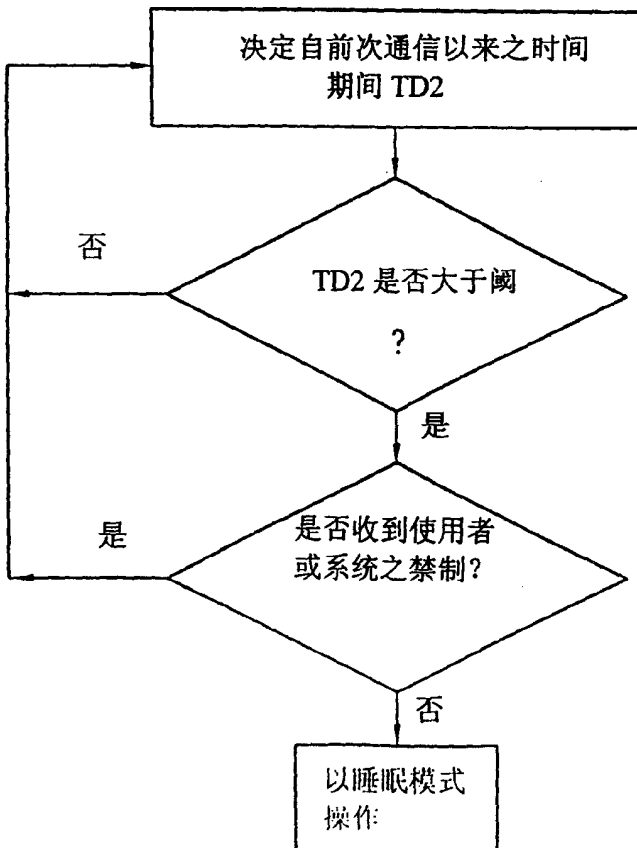 决定自前次通信以来之时间
期间 TD2
否
TD2 是否大于阈
?
是
是
是否收到使用者
或系统之禁制?
否
以睡眠模式
操作